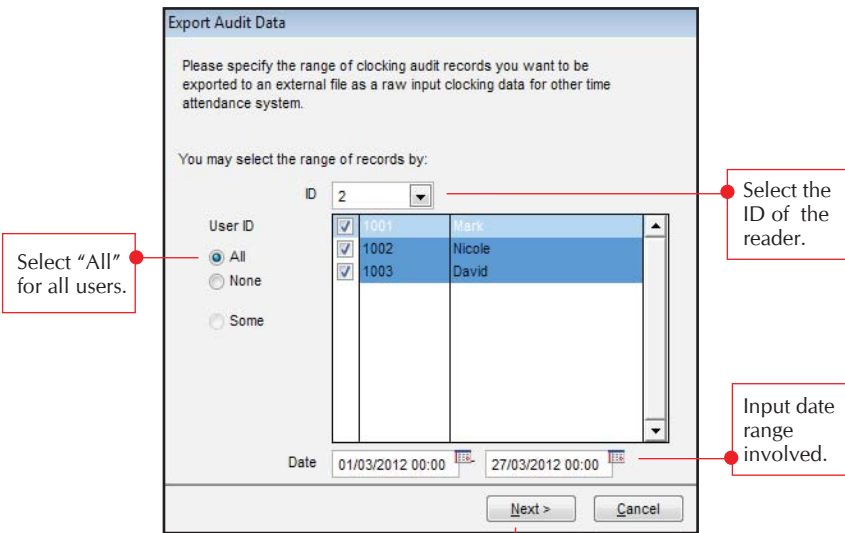 Export Audit Data
Please specify the range of clocking audit records you want to be
exported to an external file as a raw input clocking data for other time
attendance system.
You may select the range of records by:
ID 2
Select the
ID of the
reader.
User ID
1001 Mark
Select "All"
for all users.
All
1002 Nicole
None
1003 David
Some
Input date
range
involved.
Date 01/03/2012 00:00 - 27/03/2012 00:00
Next > Cancel